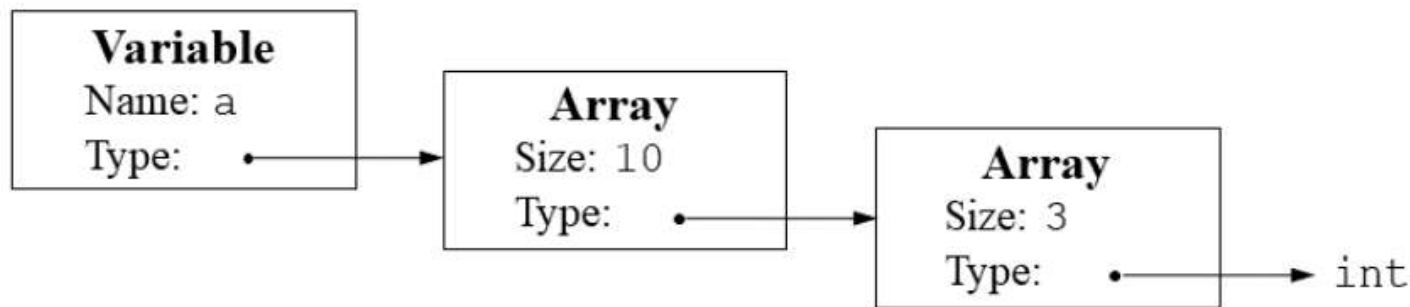 Variable
Name: a
Type:
Array
Size: 10
Type:
Array
Size: 3
Type:
int